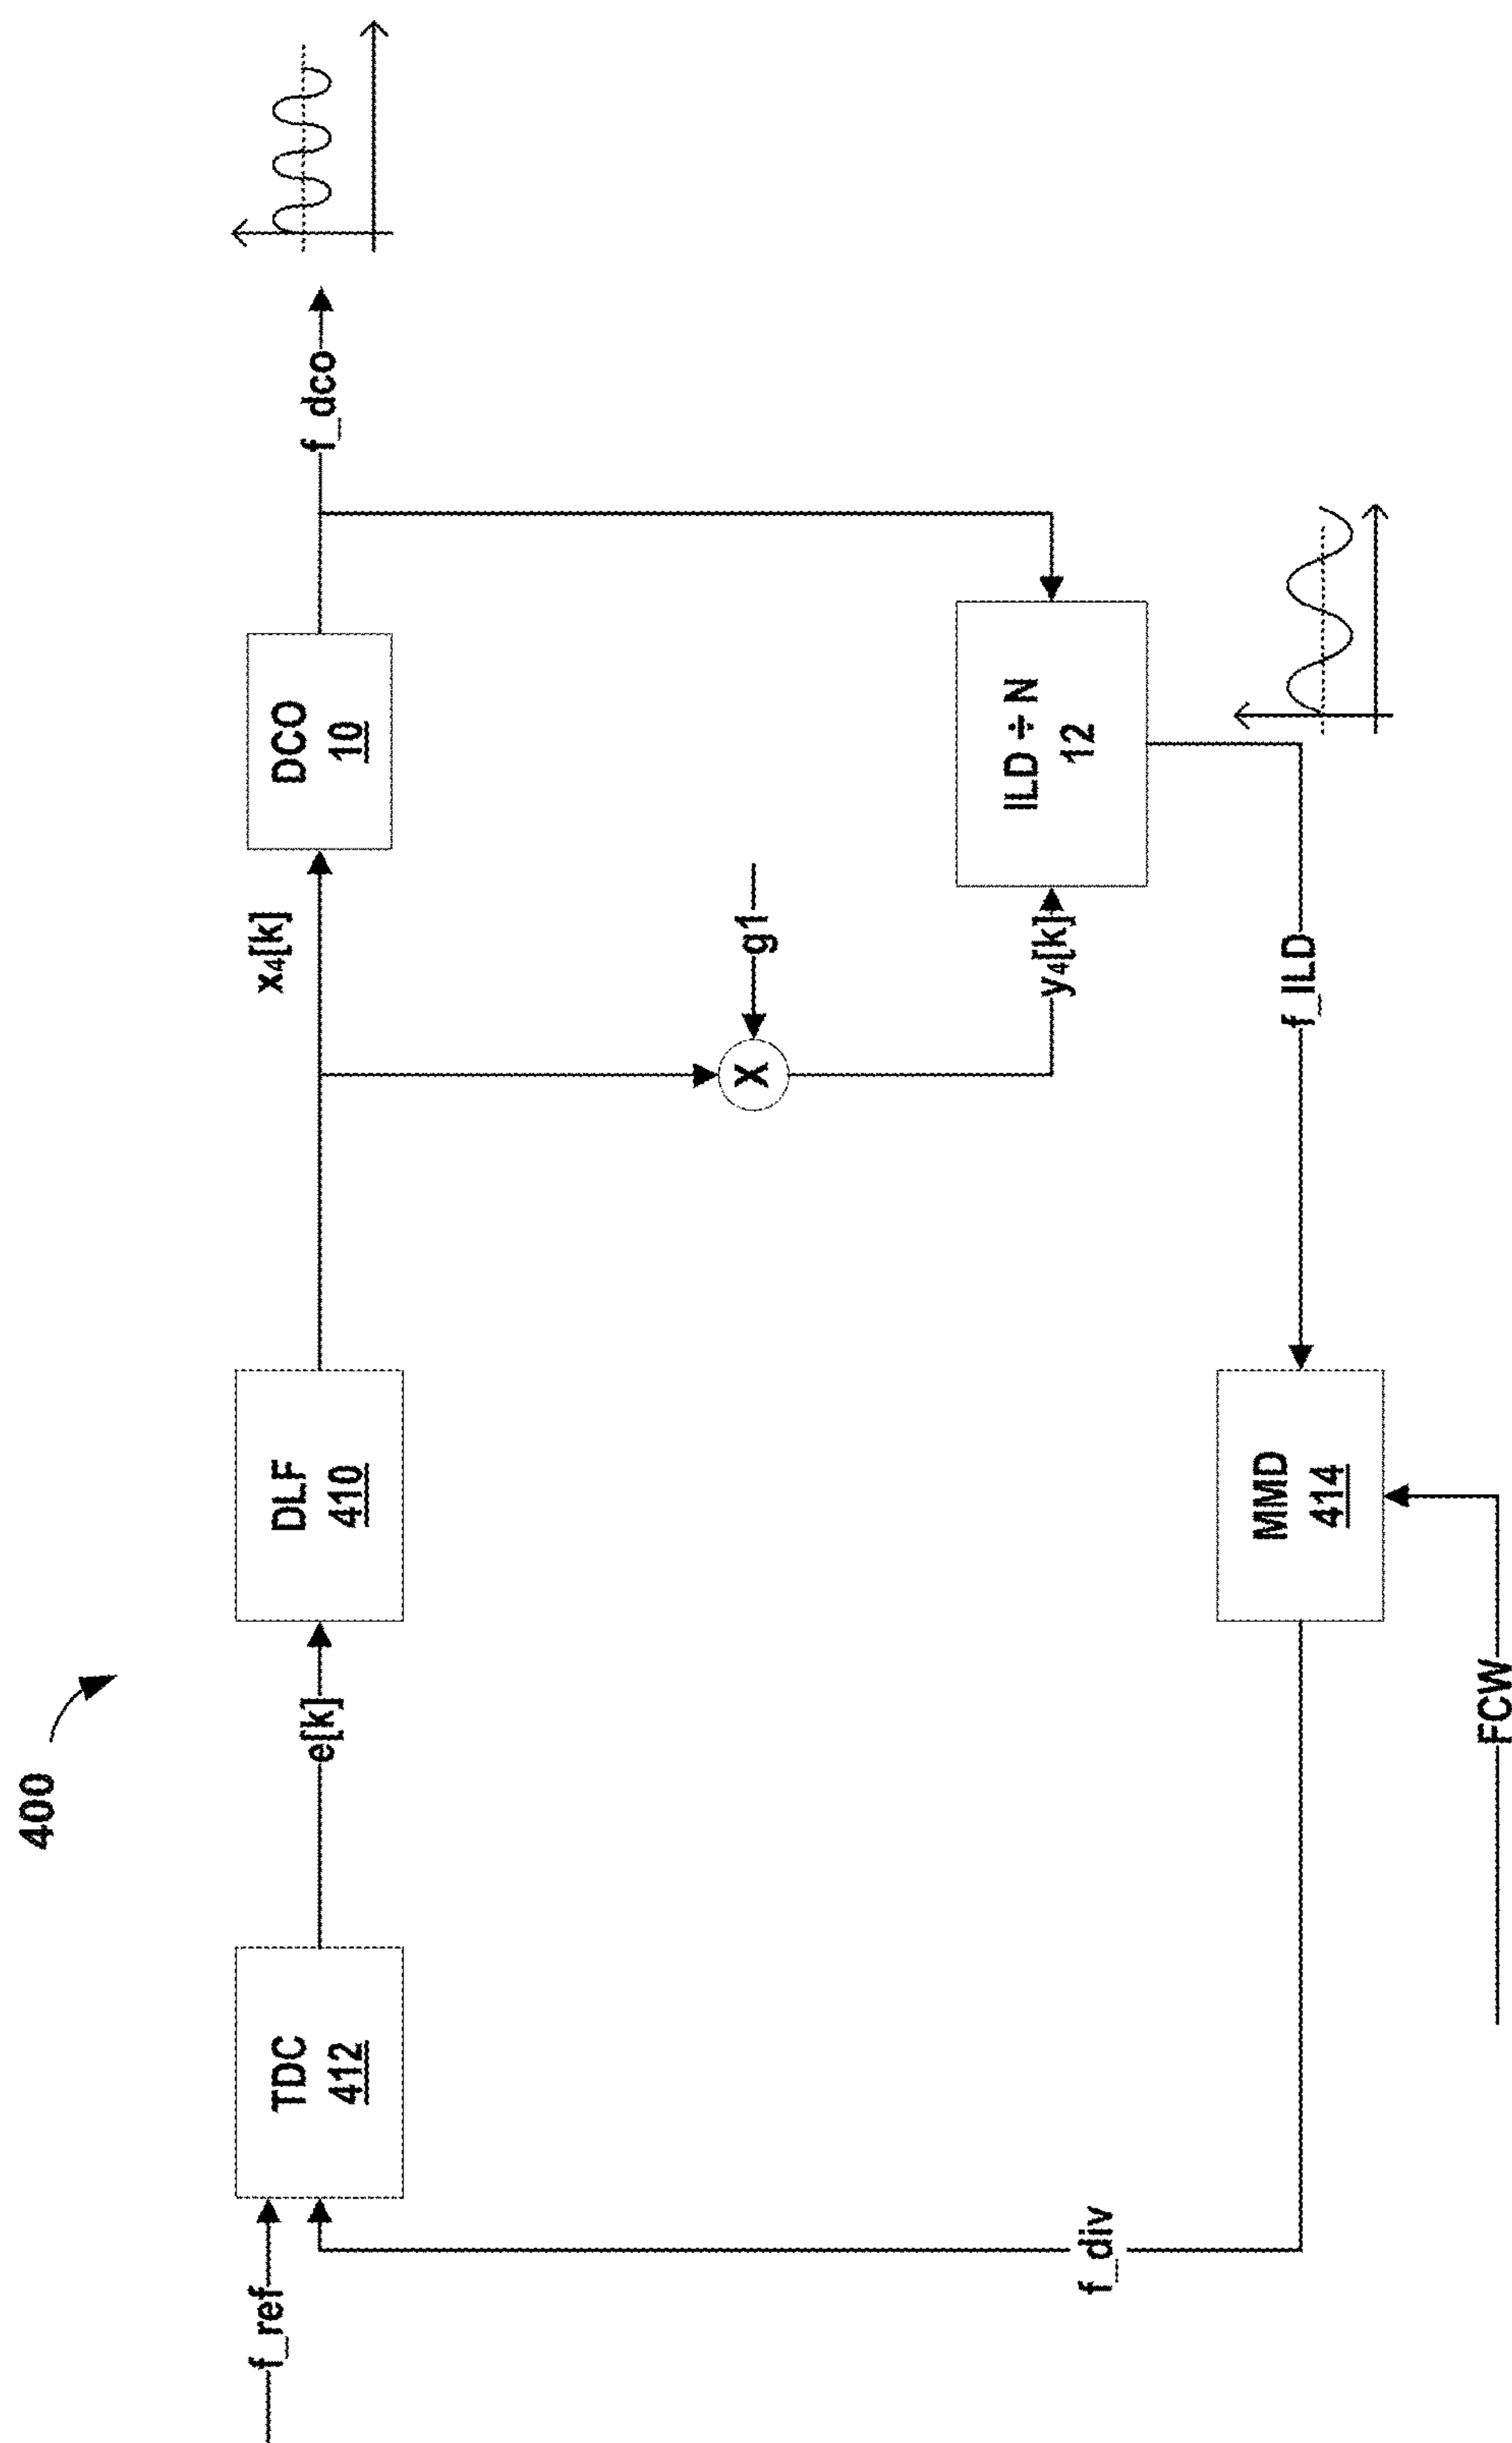 400
f_ref
TDC
412
e[k]
DLF
410
x4[k]
DCO
10
f_dco
X
g1
y4[k]
ILD ÷ N
12
f_ILD
MMD
414
f_div
FCW